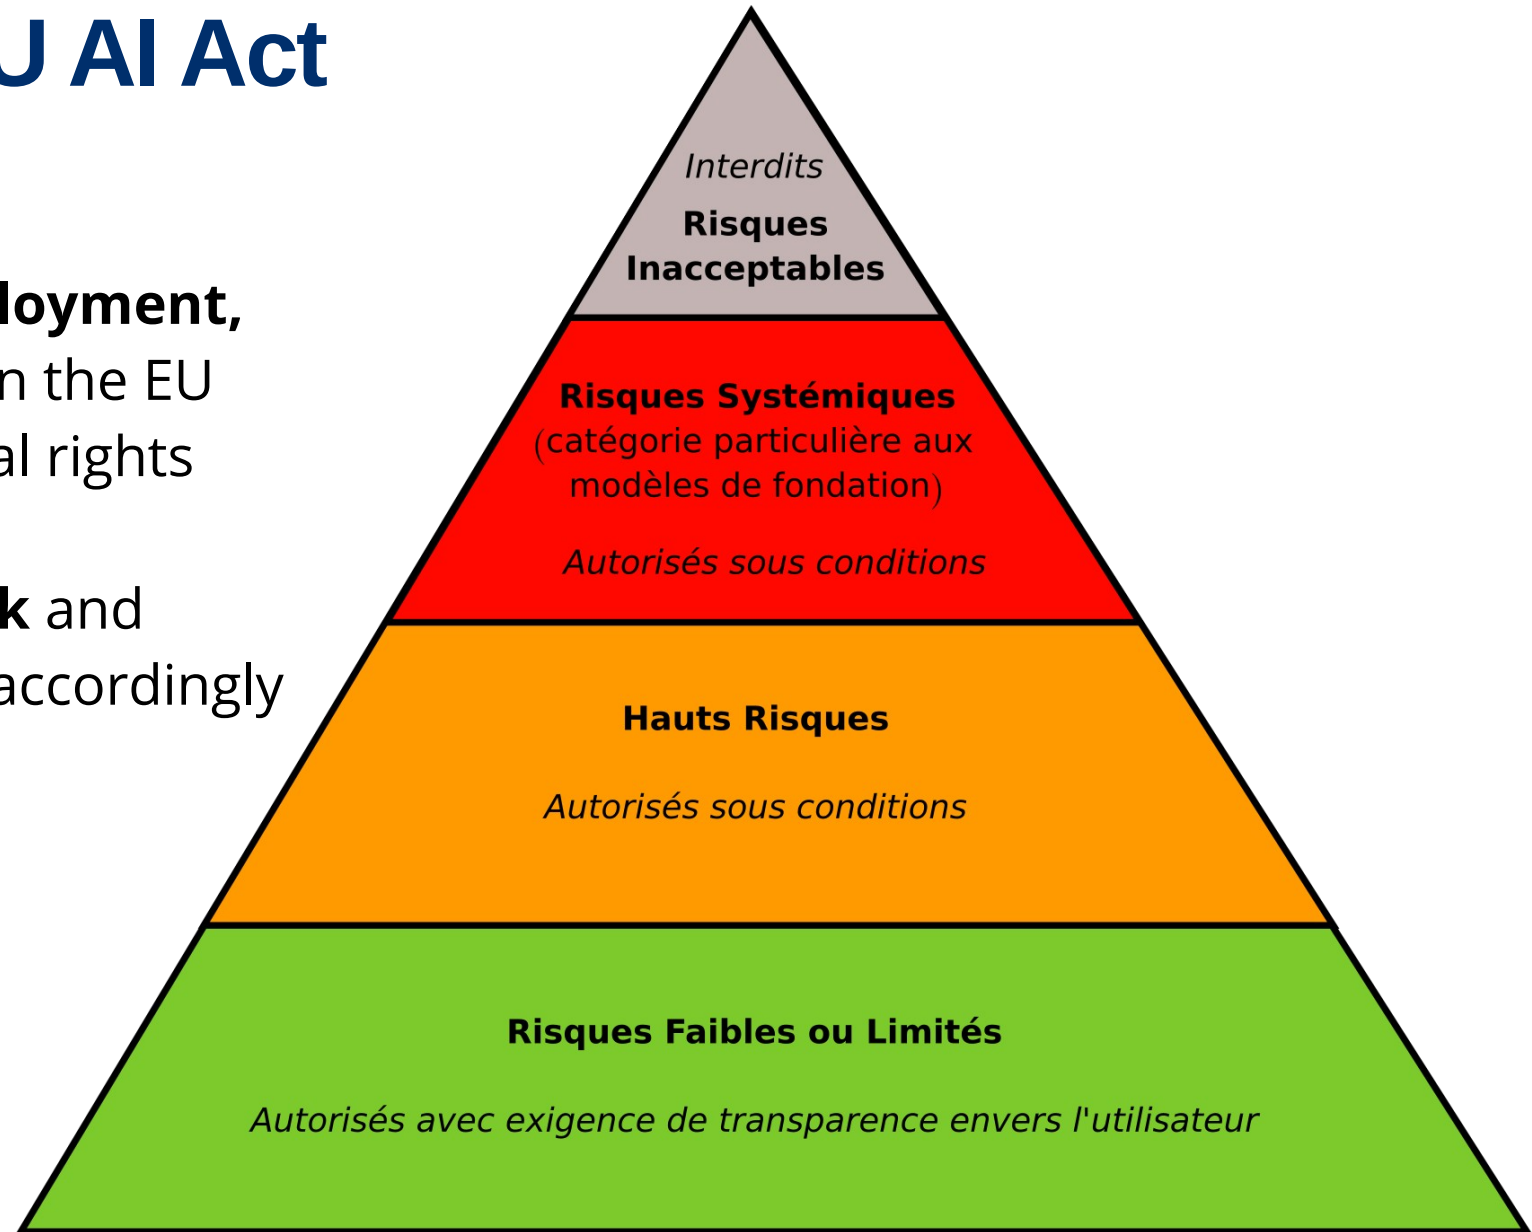 U AI Act
loyment,
n the EU
al rights
k and
accordingly
Interdits
Risques
Inacceptables
Risques Systémiques
(catégorie particulière aux
modèles de fondation)
Autorisés sous conditions
Hauts Risques
Autorisés sous conditions
Risques Faibles ou Limités
Autorisés avec exigence de transparence envers l'utilisateur